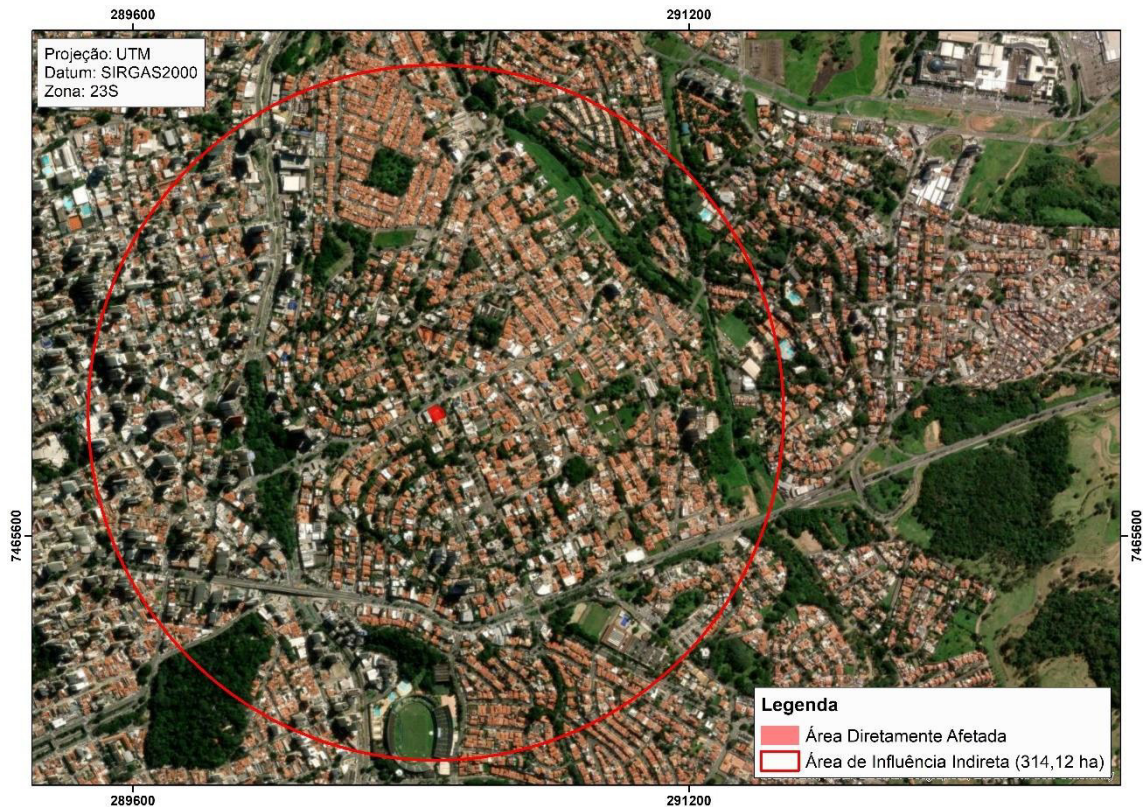 289600
291200
Projeção: UTM
Datum: SIRGAS2000
Zona: 23S
7465600
7465600
Legenda
Área Diretamente Afetada
Área de Influência Indireta (314,12 ha)
289600
291200